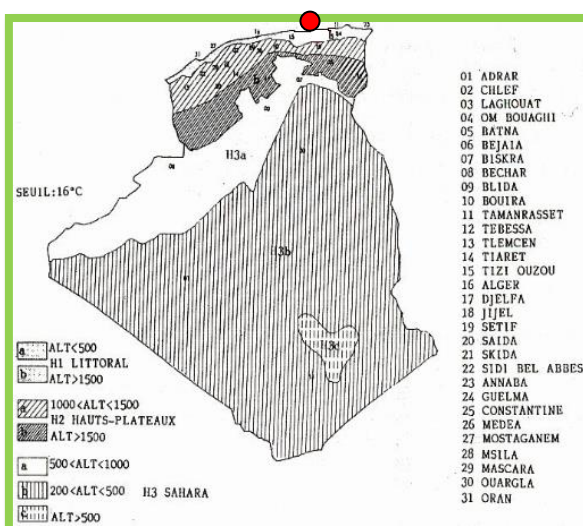 H3a
H3b
H3c
SEUIL:16°C
a ALT<500
H1 LITTORAL
b ALT>1500
a 1000<ALT<1500
H2 HAUTS-PLATEAUX
b ALT>1500
a 500<ALT<1000
b 200<ALT<500 H3 SAHARA
c ALT>500
01 ADRAR
02 CHLEF
03 LAGHOUAT
04 OM BOUAGHI
05 BATNA
06 BEJAIA
07 BISKRA
08 BECHAR
09 BLIDA
10 BOUIRA
11 TAMANRASSET
12 TEBESSA
13 TLEMCEN
14 TIARET
15 TIZI OUZOU
16 ALGER
17 DJELFA
18 JIJEL
19 SETIF
20 SAIDA
21 SKIDA
22 SIDI BEL ABBES
23 ANNABA
24 GUELMA
25 CONSTANTINE
26 MEDEA
27 MOSTAGANEM
28 MSILA
29 MASCARA
30 OUARGLA
31 ORAN